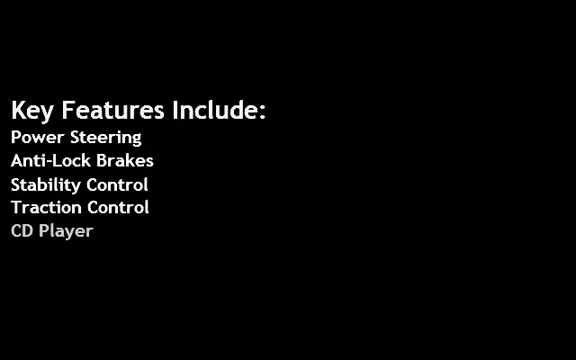 Key Features Include:
Power Steering
Anti-Lock Brakes
Stability Control
Traction Control
CD Player